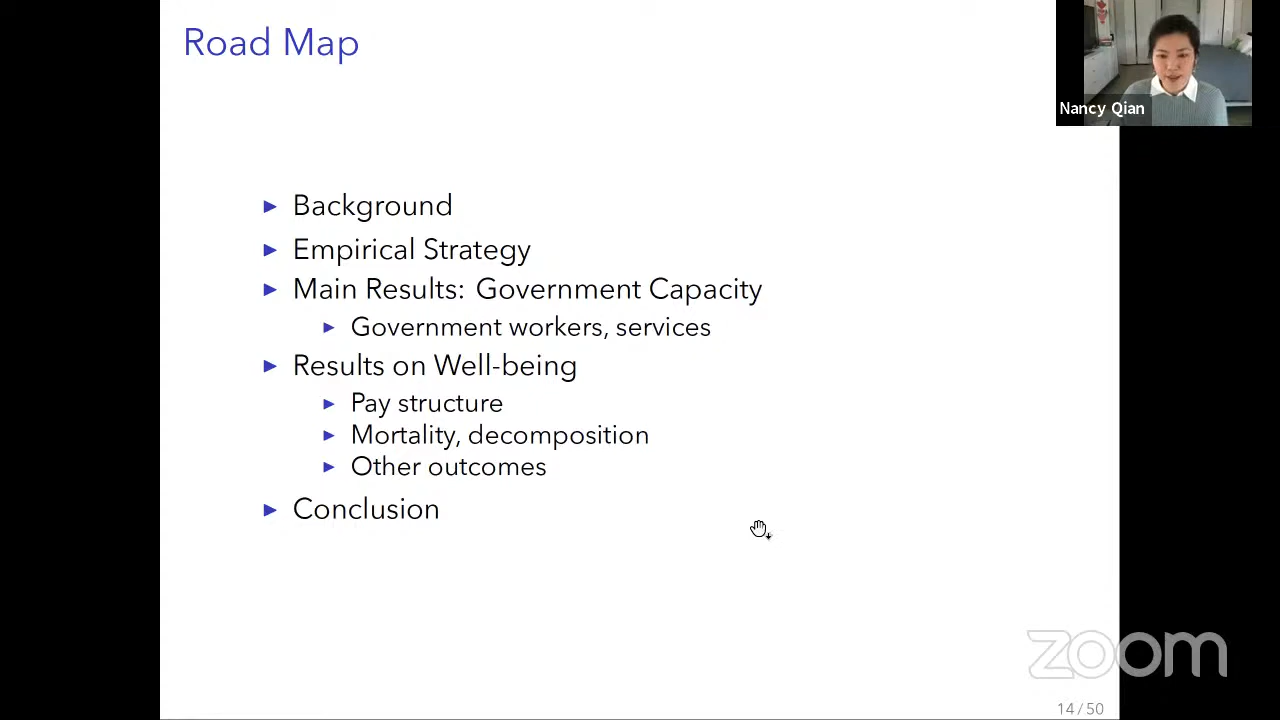 Road Map
Nancy Qian
Background
Empirical Strategy
Main Results: Government Capacity
Government workers, services
Results on Well-being
Pay structure
Mortality, decomposition
Other outcomes
Conclusion
zoom
14 / 50